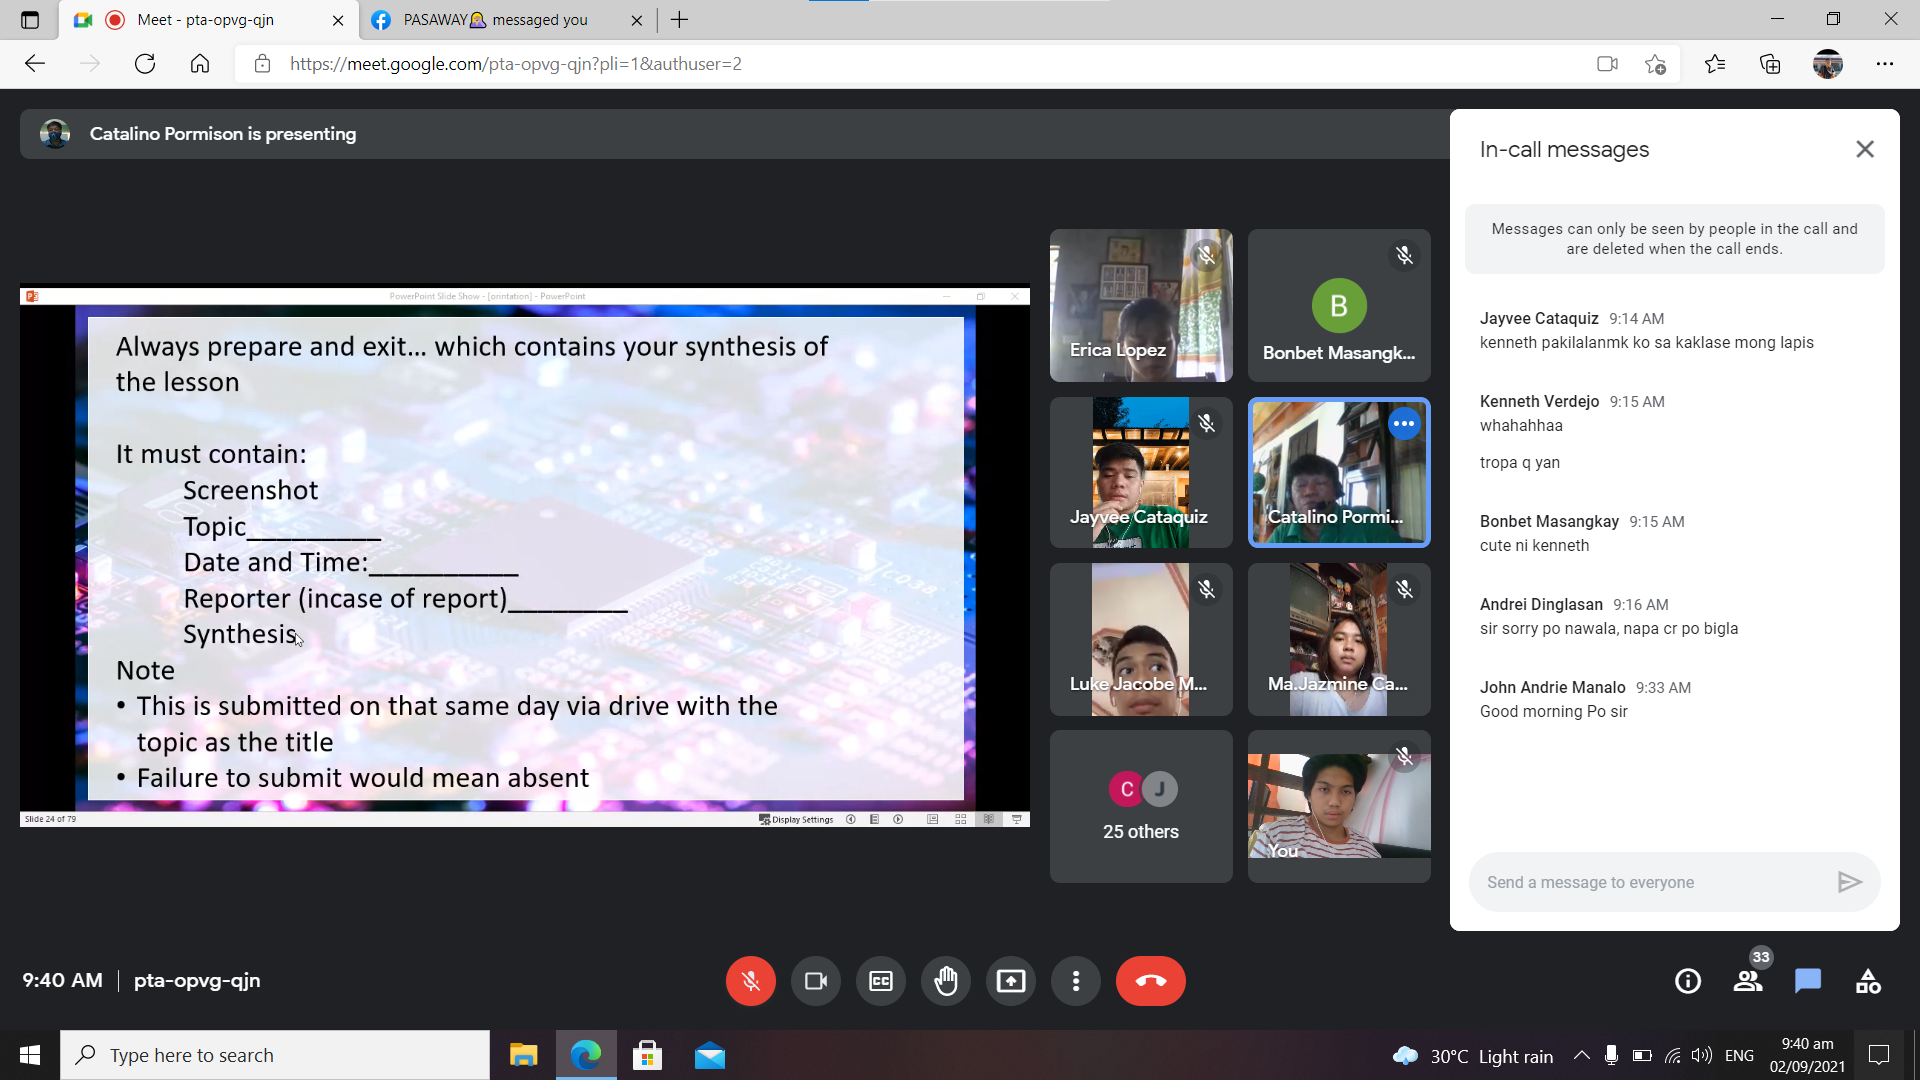 Meet - pta-opvg-qjn
PASAWAY messaged you
https://meet.google.com/pta-opvg-qjn?pli=1&authuser=2
Catalino Pormison is presenting
PowerPoint Slide Show - [orintation] - PowerPoint
Always prepare and exit... which contains your synthesis of
the lesson
It must contain:
Screenshot
Topic_________
Date and Time:__________
Reporter (incase of report)________
Synthesis
Note
• This is submitted on that same day via drive with the
topic as the title
• Failure to submit would mean absent
Slide 24 of 79
Display Settings
Erica Lopez
B
Bonbet Masangk...
Jayvee Cataquiz
Catalino Pormi...
Luke Jacobe M...
Ma.Jazmine Ca...
C
J
25 others
You
In-call messages
Messages can only be seen by people in the call and
are deleted when the call ends.
Jayvee Cataquiz 9:14 AM
kenneth pakilalanmk ko sa kaklase mong lapis
Kenneth Verdejo 9:15 AM
whahahhaa
tropa q yan
Bonbet Masangkay 9:15 AM
cute ni kenneth
Andrei Dinglasan 9:16 AM
sir sorry po nawala, napa cr po bigla
John Andrie Manalo 9:33 AM
Good morning Po sir
Send a message to everyone
9:40 AM | pta-opvg-qjn
33
Type here to search
30°C Light rain
ENG
9:40 am
02/09/2021